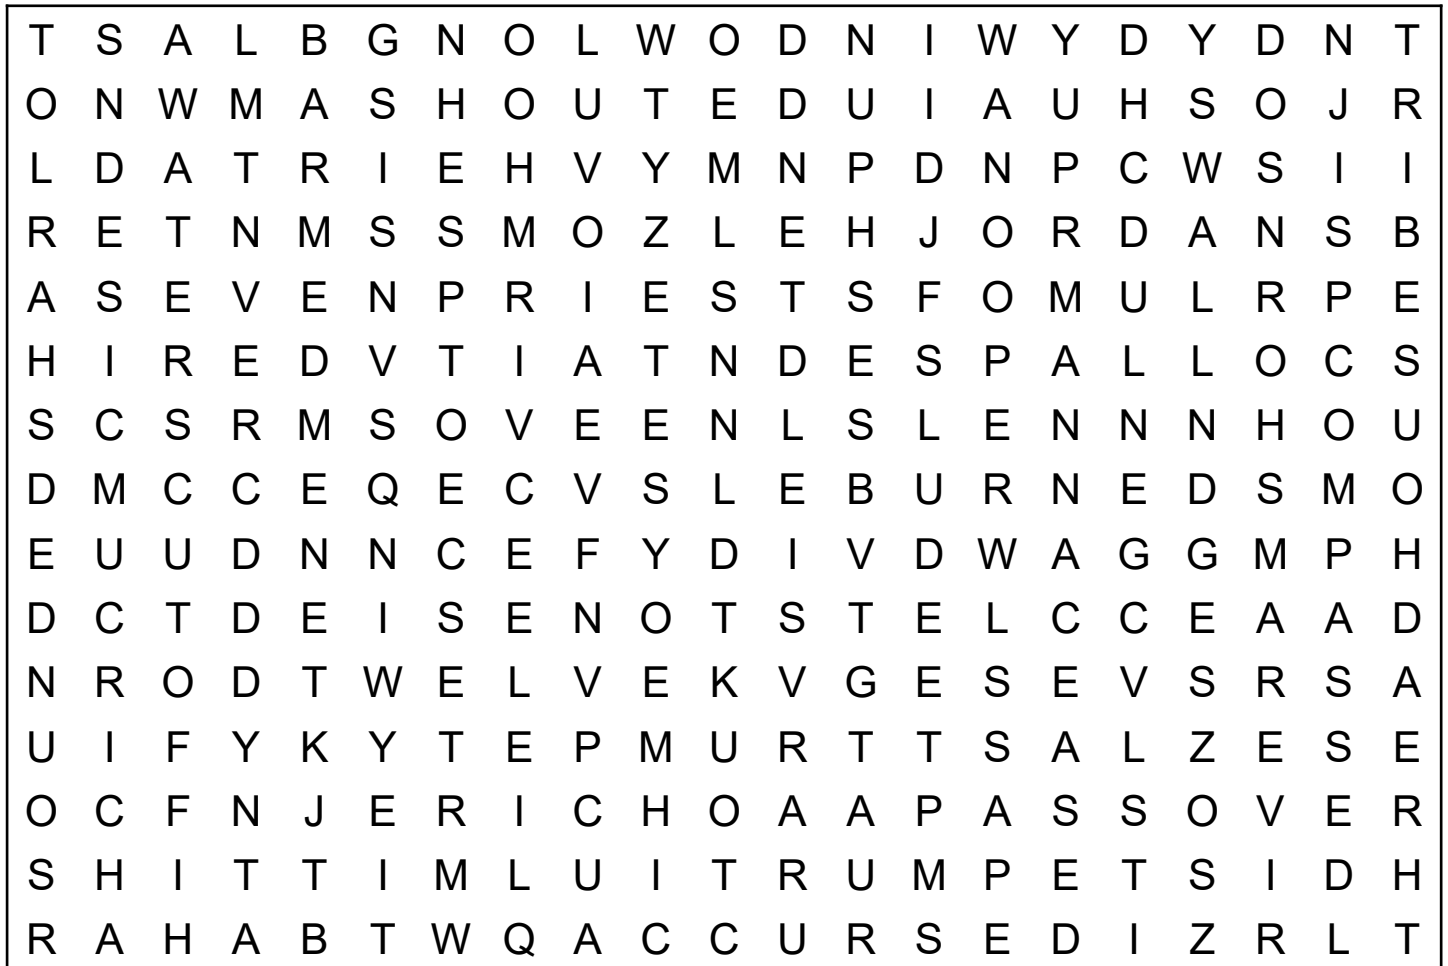 T S A L B G N O L W O D N I W Y D Y D N T
O N W M A S H O U T E D U I A U H S O J R
L D A T R I E H V Y M N P D N P C W S I I
R E T N M S S M O Z L E H J O R D A N S B
A S E V E N P R I E S T S F O M U L R P E
H I R E D V T I A T N D E S P A L L O C S
S C S R M S O V E E N L S L E N N N H O U
D M C C E Q E C V S L E B U R N E D S M O
E U U D N N C E F Y D I V D W A G G M P H
D C T D E I S E N O T S T E L C C E A A D
N R O D T W E L V E K V G E S E V S R S A
U I F Y K Y T E P M U R T T S A L Z E S E
O C F N J E R I C H O A A P A S S O V E R
S H I T T I M L U I T R U M P E T S I D H
R A H A B T W Q A C C U R S E D I Z R L T